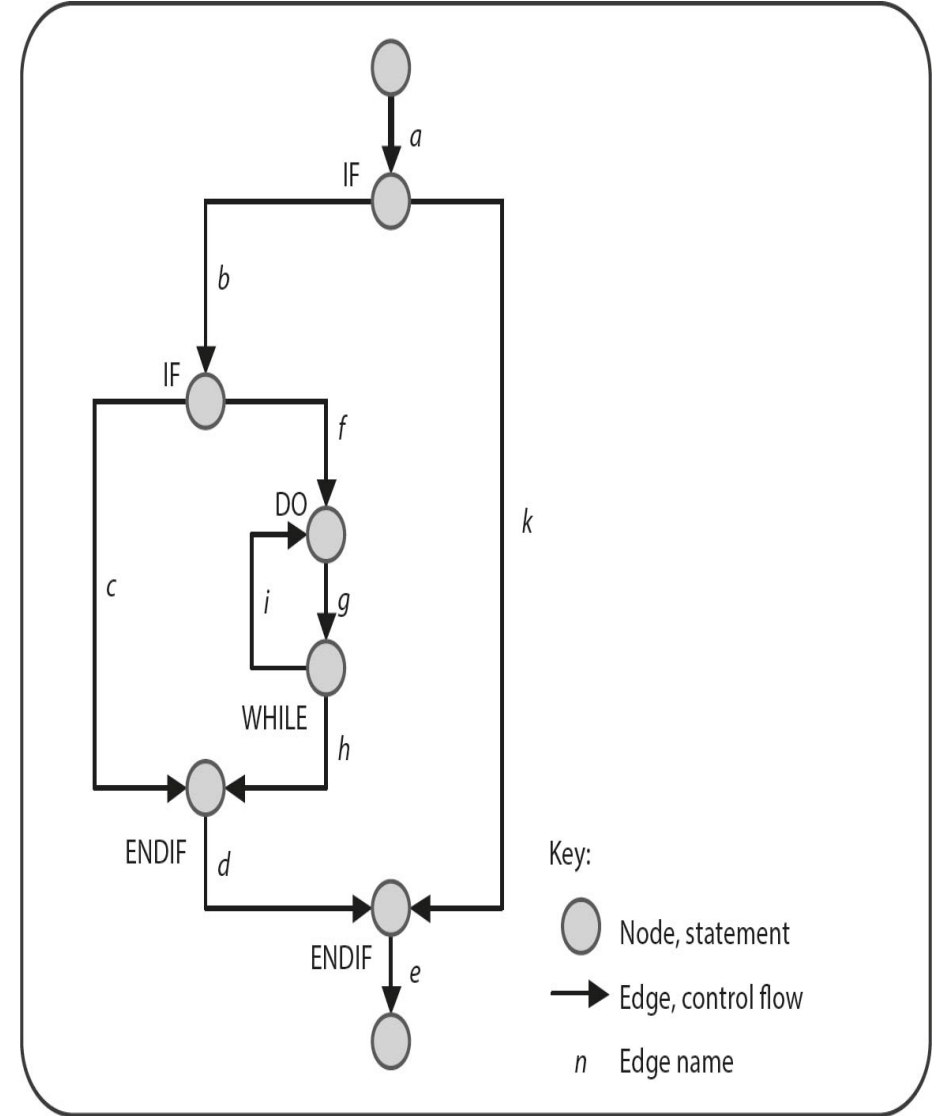 a
IF
b
IF
f
DO
k
c
i
g
WHILE
h
ENDIF
d
Key:
Node, statement
ENDIF
e
Edge, control flow
n Edge name